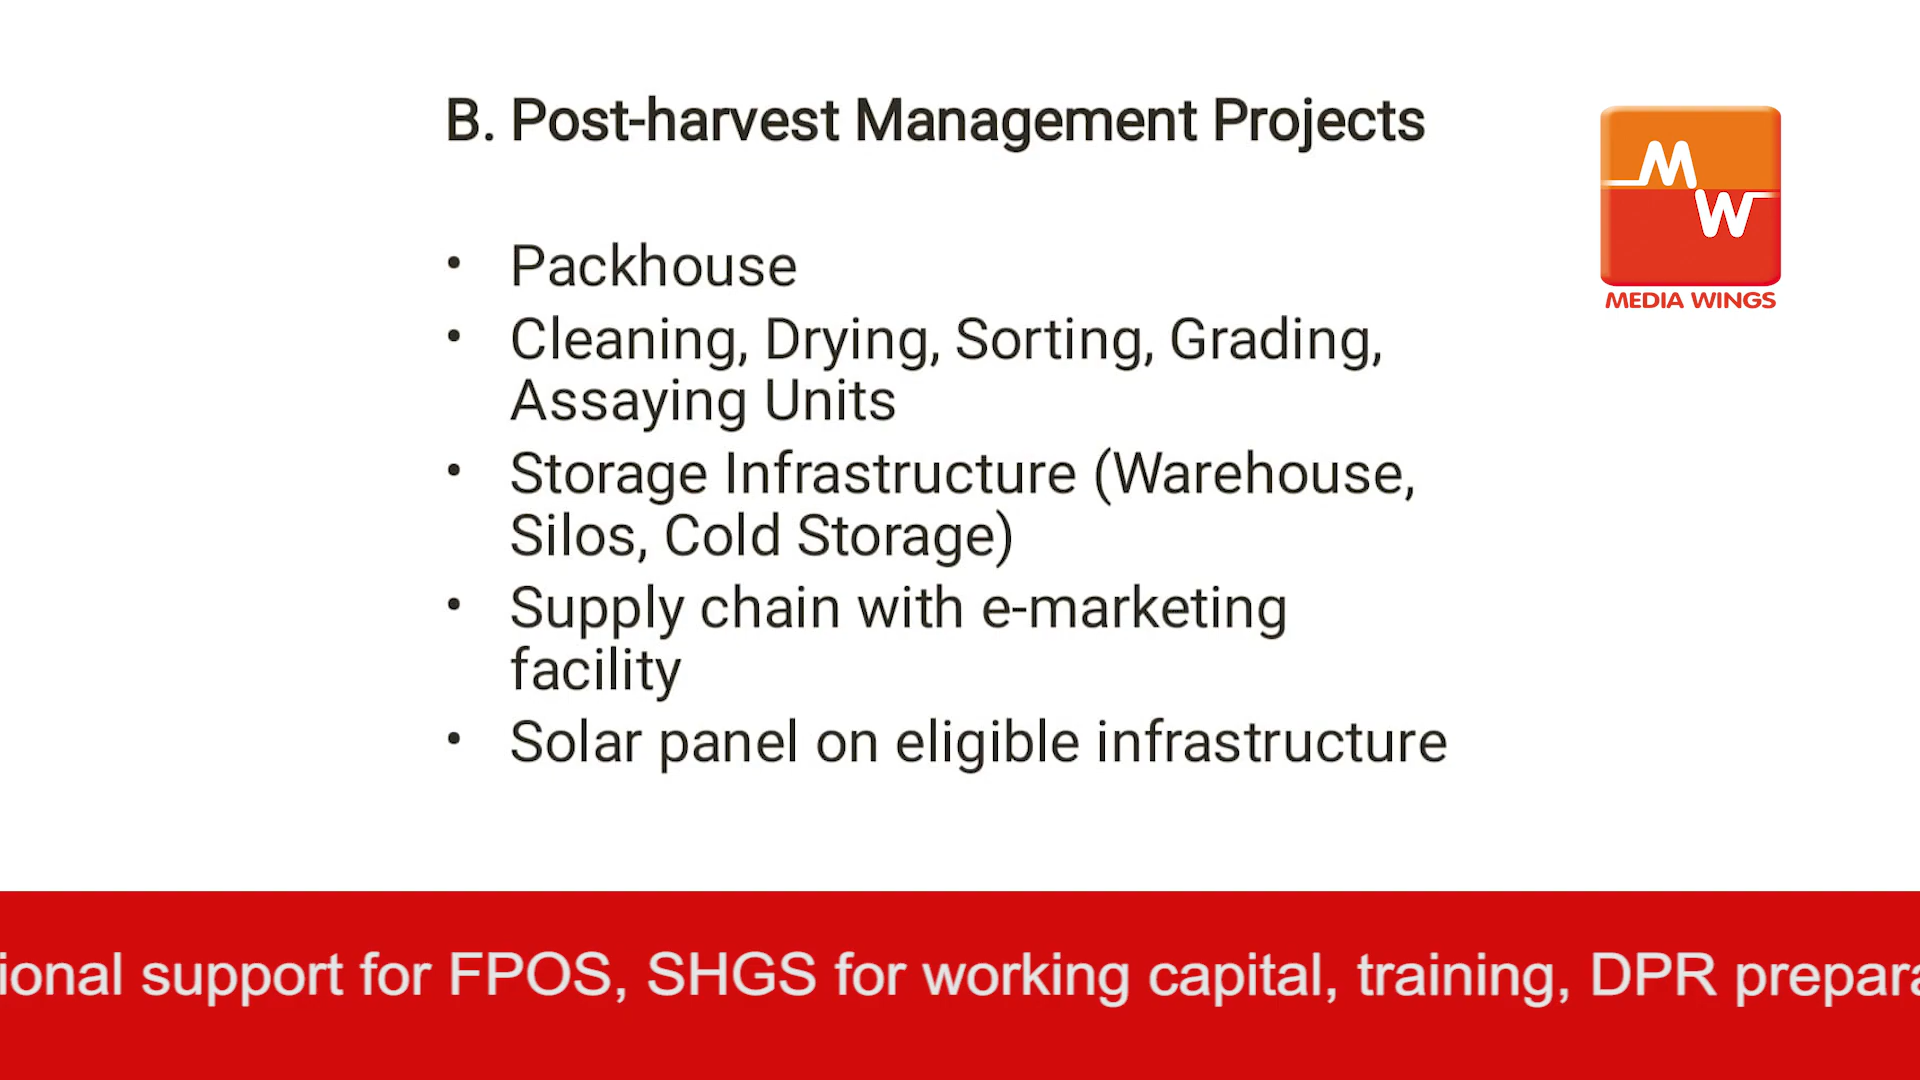 B. Post-harvest Management Projects
• Packhouse
• Cleaning, Drying, Sorting, Grading,
Assaying Units
• Storage Infrastructure (Warehouse,
Silos, Cold Storage)
• Supply chain with e-marketing
facility
• Solar panel on eligible infrastructure
M
W
MEDIA WINGS
ional support for FPOS, SHGS for working capital, training, DPR prepara